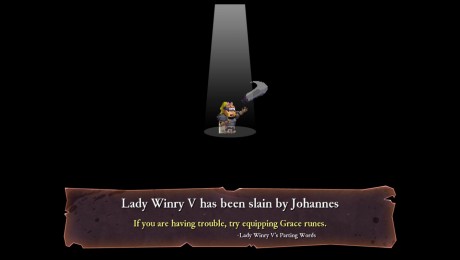 Lady Winry V has been slain by Johannes
If you are having trouble, try equipping Grace runes.
-Lady Winry V's Parting Words